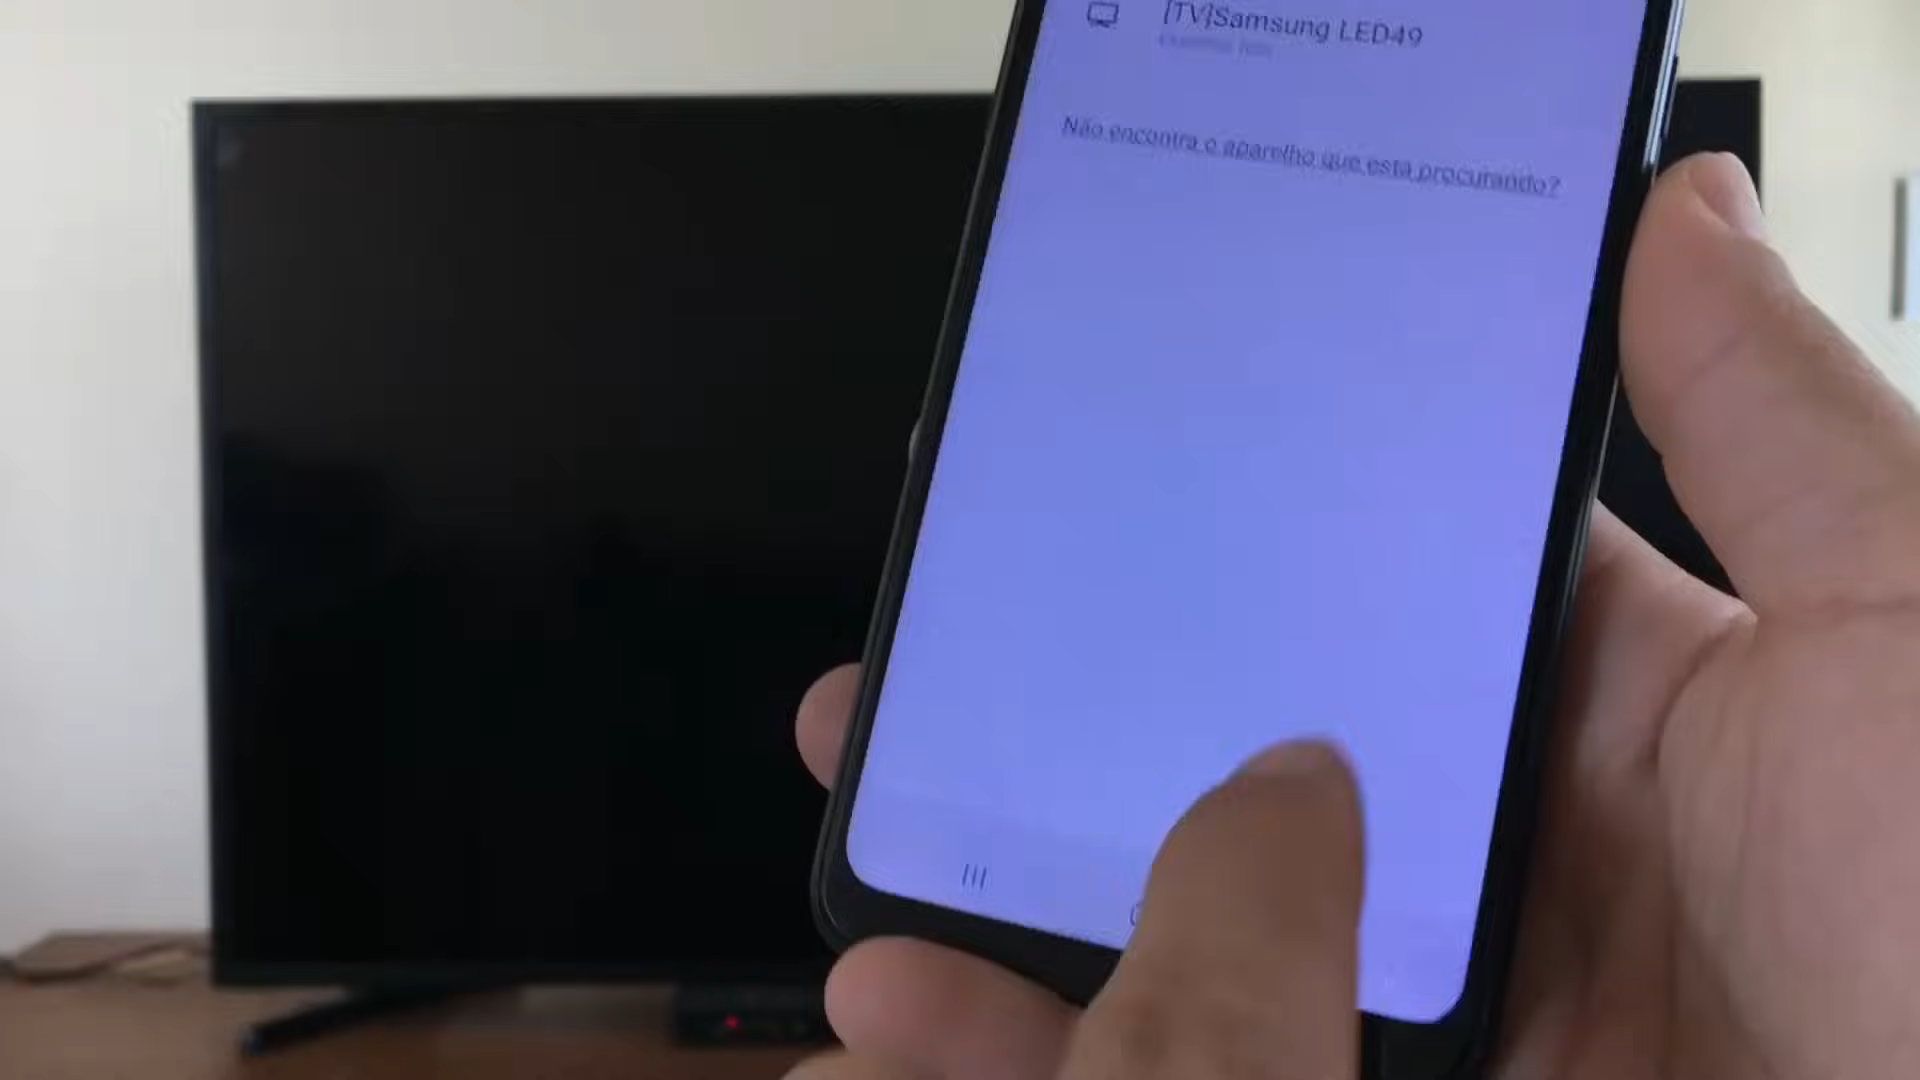 [TV]Samsung LED49
Não encontra o aparelho que está procurando?